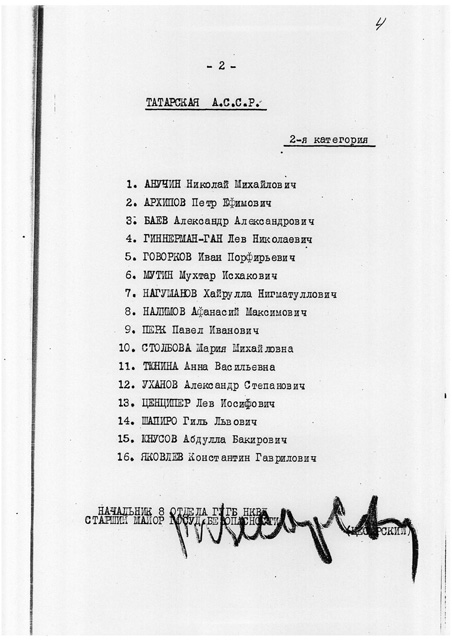 4
- 2 -
ТАТАРСКАЯ А.С.С.Р.
2-я категория
1. АНУЧИН Николай Михайлович
2. АРХИПОВ Петр Ефимович
3. БАЕВ Александр Александрович
4. ГИННЕРМАН-ГАН Лев Николаевич
5. ГОВОРКОВ Иван Порфирьевич
6. МУТИН Мухтар Исхакович
7. НАГУМАНОВ Хайрулла Нигматуллович
8. НАЛИМОВ Афанасий Максимович
9. ПЕРК Павел Иванович
10. СТОЛБОВА Мария Михайловна
11. ТЮНИНА Анна Васильевна
12. УХАНОВ Александр Степанович
13. ЦЕНЦИПЕР Лев Иосифович
14. ШАПИРО Гиль Львович
15. ЮНУСОВ Абдулла Бакирович
16. ЯКОВЛЕВ Константин Гаврилович
НАЧАЛЬНИК 8 ОТДЕЛА ГУГБ НКВД
СТАРШИЙ МАЙОР ГОСУД.БЕЗОПАСНОСТИ
(ЦЕСАРСКИЙ)